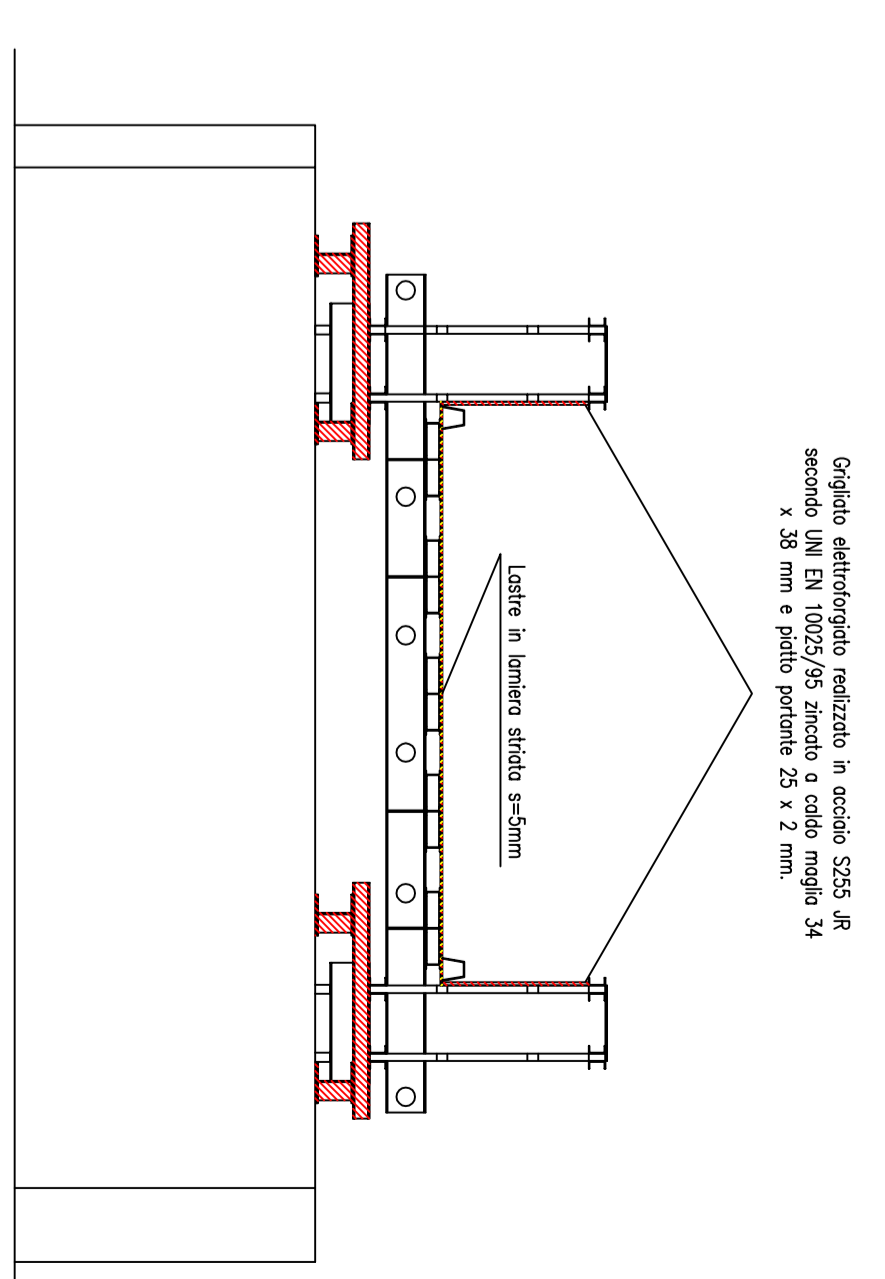 Grigliato elettroforgiato realizzato in acciaio S255 JR
secondo UNI EN 10025/95 zincato a caldo maglia 34
x 38 mm e piatto portante 25 x 2 mm.
Lastre in lamiera striata s=5mm